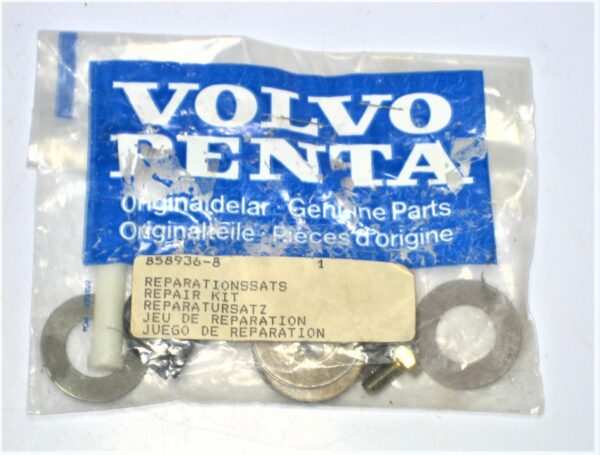 VOLVO
PENTA
Originaldelar · Genuine Parts
Originalteile · Pièces d'origine
858936-8 1
REPARATIONSSATS
REPAIR KIT
REPARATURSATZ
JEU DE REPARATION
JUEGO DE REPARATION